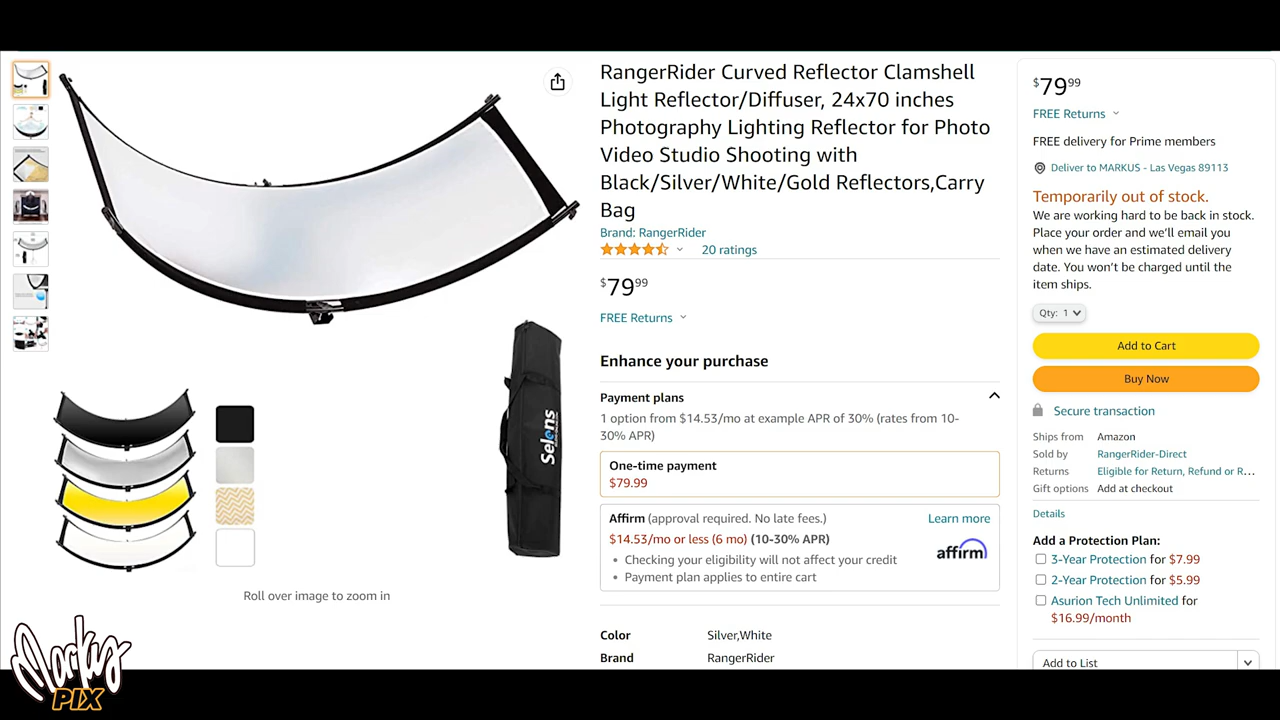 RangerRider Curved Reflector Clamshell
Light Reflector/Diffuser, 24x70 inches
Photography Lighting Reflector for Photo
Video Studio Shooting with
Black/Silver/White/Gold Reflectors,Carry
Bag
Brand: RangerRider
20 ratings
$79 99
FREE Returns
Enhance your purchase
Payment plans
1 option from $14.53/mo at example APR of 30% (rates from 10-
30% APR)
One-time payment
$79.99
Affirm (approval required. No late fees.)
Learn more
$14.53/mo or less (6 mo) (10-30% APR)
• Checking your eligibility will not affect your credit
• Payment plan applies to entire cart
affirm
Color Silver,White
Brand RangerRider
Selens
Roll over image to zoom in
$79 99
FREE Returns
FREE delivery for Prime members
Deliver to MARKUS - Las Vegas 89113
Temporarily out of stock.
We are working hard to be back in stock.
Place your order and we'll email you
when we have an estimated delivery
date. You won't be charged until the
item ships.
Qty: 1
Add to Cart
Buy Now
Secure transaction
Ships from Amazon
Sold by RangerRider-Direct
Returns Eligible for Return, Refund or R...
Gift options Add at checkout
Details
Add a Protection Plan:
3-Year Protection for $7.99
2-Year Protection for $5.99
Asurion Tech Unlimited for
$16.99/month
Add to List
Markus
PIX